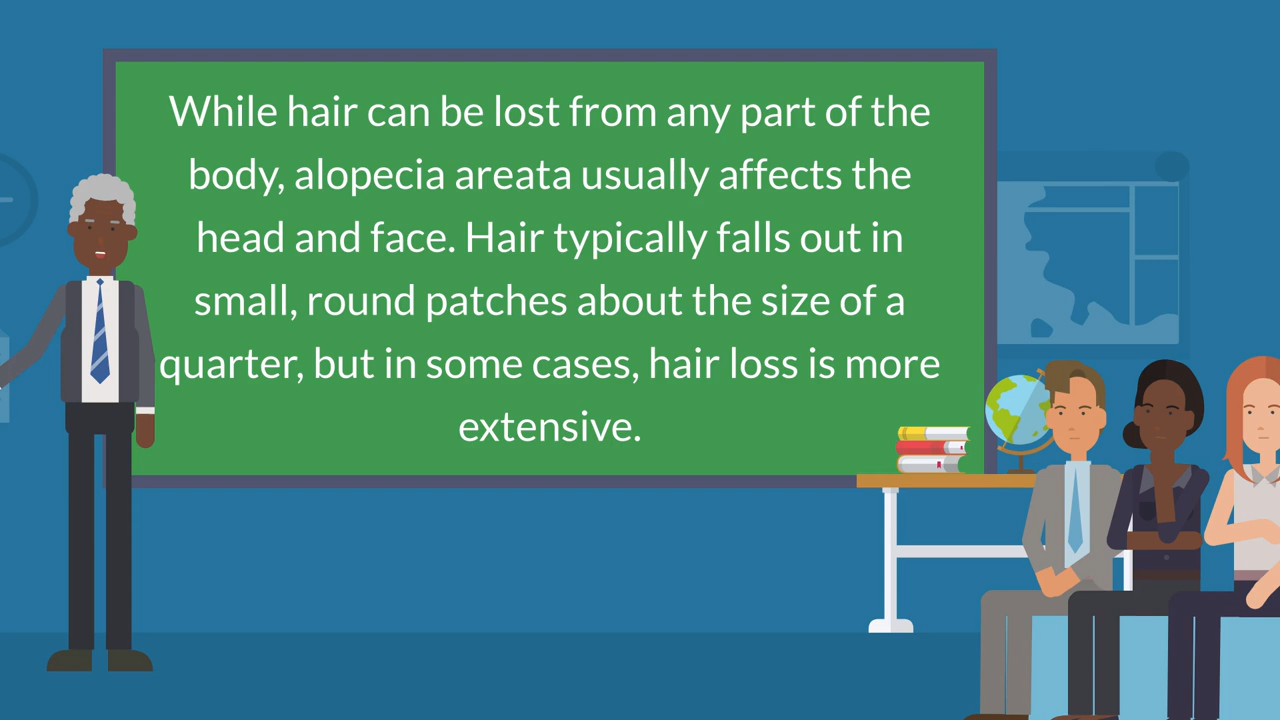 While hair can be lost from any part of the
body, alopecia areata usually affects the
head and face. Hair typically falls out in
small, round patches about the size of a
quarter, but in some cases, hair loss is more
extensive.